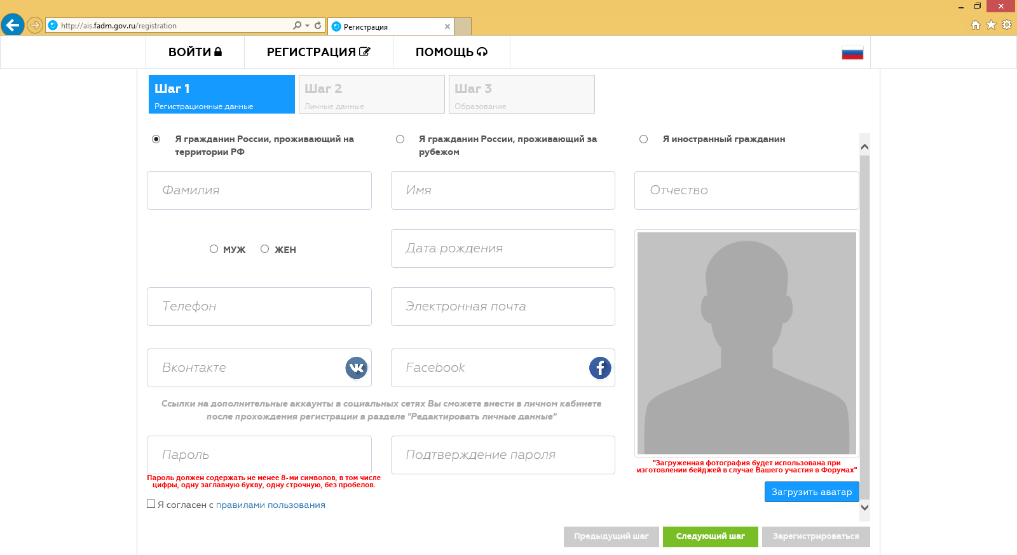 http://ais.fadm.gov.ru/registration
Регистрация
ВОЙТИ
РЕГИСТРАЦИЯ
ПОМОЩЬ
Шаг 1
Регистрационные данные
Шаг 2
Личные данные
Шаг 3
Образование
Я гражданин России, проживающий на
территории РФ
Я гражданин России, проживающий за
рубежом
Я иностранный гражданин
Фамилия
Имя
Отчество
МУЖ
ЖЕН
Дата рождения
Телефон
Электронная почта
Вконтакте
Facebook
Ссылки на дополнительные аккаунты в социальных сетях Вы сможете внести в личном кабинете
после прохождения регистрации в разделе "Редактировать личные данные"
Пароль
Подтверждение пароля
Пароль должен содержать не менее 8-ми символов, в том числе
цифры, одну заглавную букву, одну строчную, без пробелов.
"Загруженная фотография будет использована при
изготовлении бейджей в случае Вашего участия в Форумах"
Загрузить аватар
Я согласен с правилами пользования
Предыдущий шаг
Следующий шаг
Зарегистрироваться